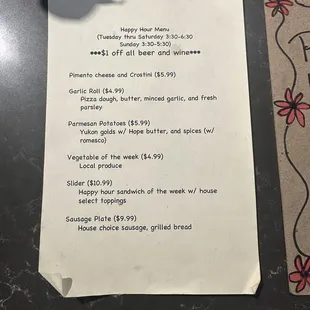 Happy Hour Menu
(Tuesday thru Saturday 3:30-6:30
Sunday 3:30-5:30)
***$1 off all beer and wine***
Pimento cheese and Crostini ($5.99)
Garlic Roll ($4.99)
Pizza dough, butter, minced garlic, and fresh
parsley
Parmesan Potatoes ($5.99)
Yukon golds w/ Hope butter, and spices (w/
romesco)
Vegetable of the week ($4.99)
Local produce
Slider ($10.99)
Happy hour sandwich of the week w/ house
select toppings
Sausage Plate ($9.99)
House choice sausage, grilled bread